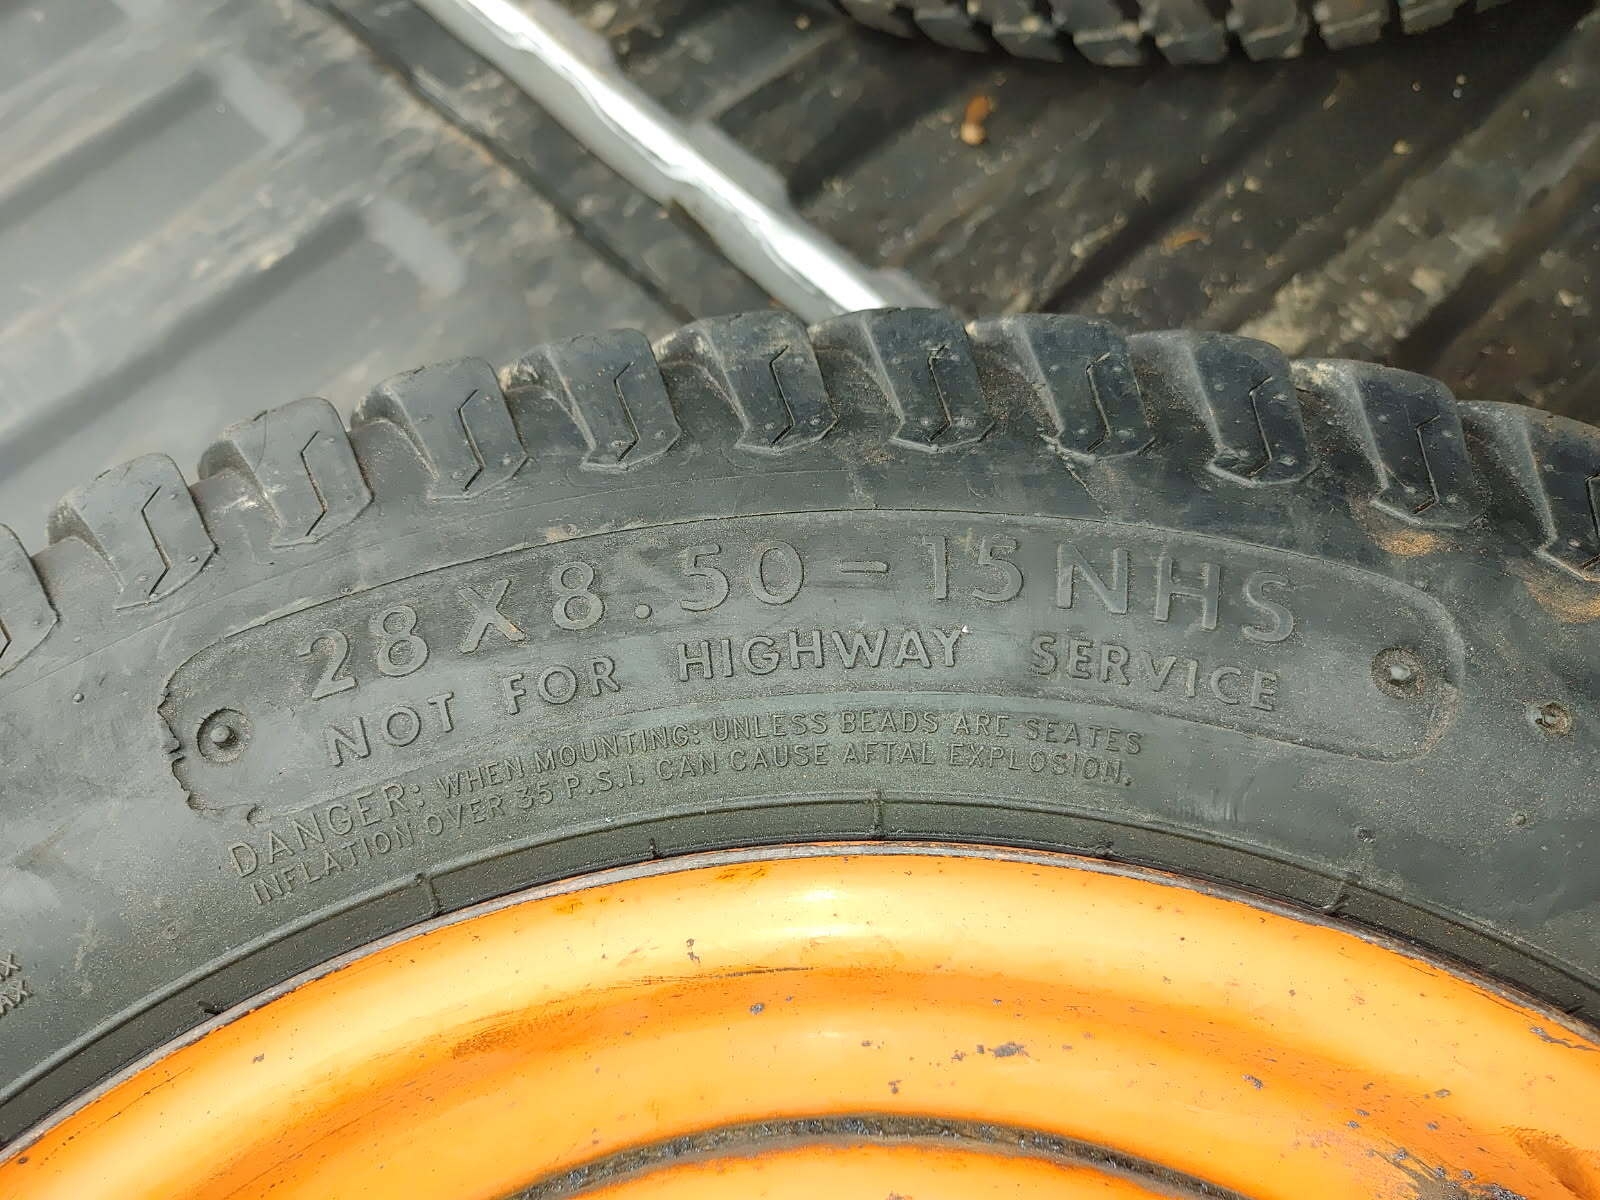 28 X 8.50 - 15 NHS
NOT FOR HIGHWAY SERVICE
DANGER: WHEN MOUNTING: UNLESS BEADS ARE SEATES
INFLATION OVER 35 P.S.I. CAN CAUSE AFTAL EXPLOSION.